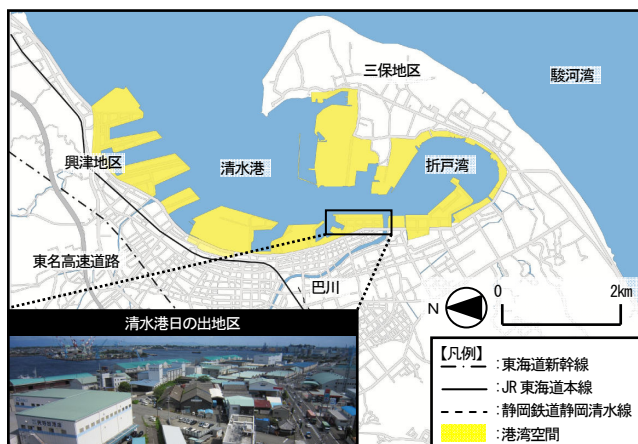 三保地区
駿河湾
興津地区
清水港
折戸湾
東名高速道路
巴川
N
0
2km
清水港日の出地区
【凡例】
:東海道新幹線
:JR東海道本線
:静岡鉄道静岡清水線
:港湾空間